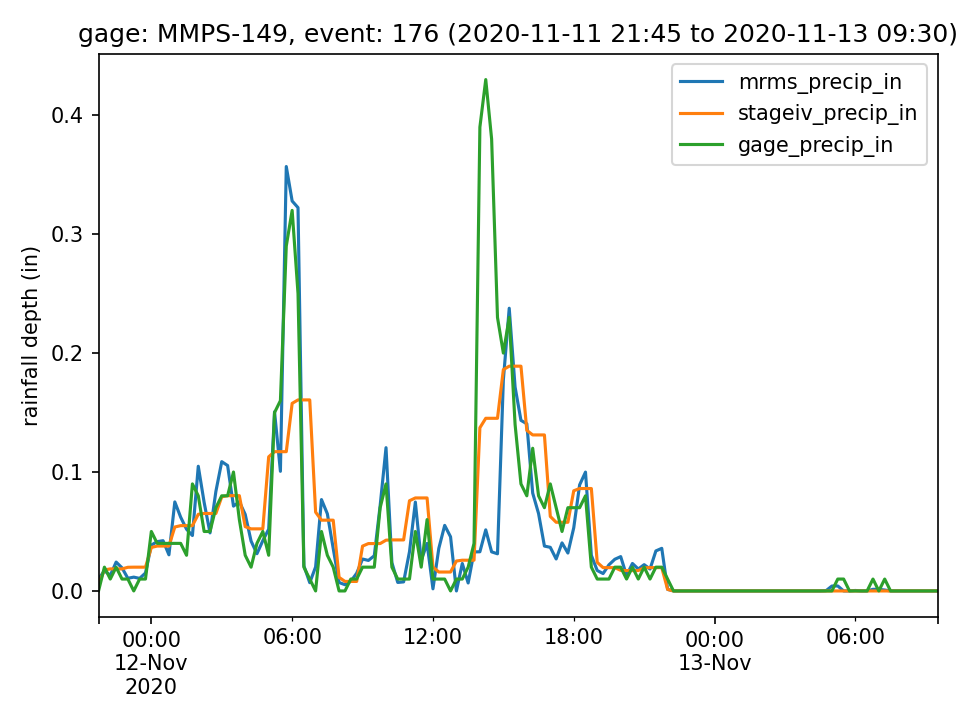 gage: MMPS-149, event: 176 (2020-11-11 21:45 to 2020-11-13 09:30)
mrms_precip_in
stageiv_precip_in
gage_precip_in
rainfall depth (in)
0.4
0.3
0.2
0.1
0.0
00:00 06:00 12:00 18:00 00:00 06:00
12-Nov 13-Nov
2020